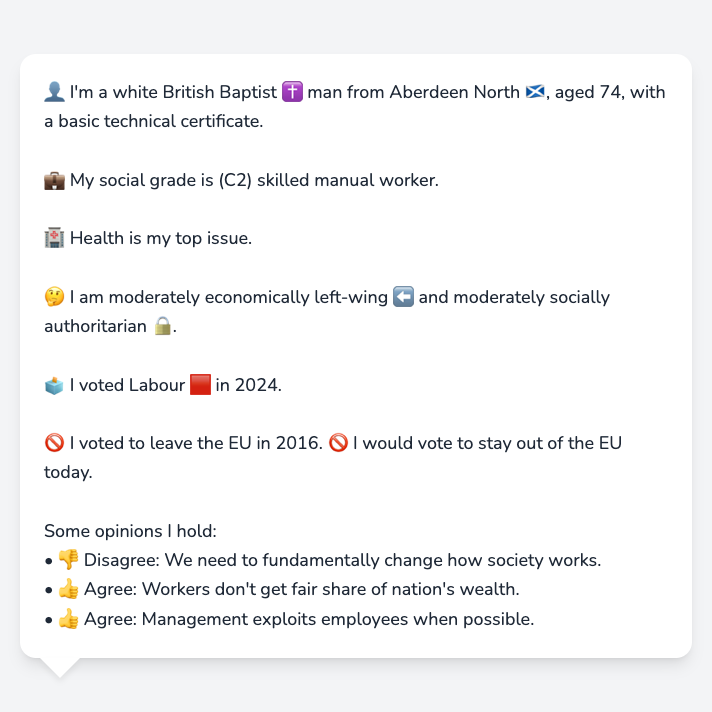 👤 I'm a white British Baptist ✝️ man from Aberdeen North 🏴󠁧󠁢󠁳󠁣󠁴󠁿, aged 74, with
a basic technical certificate.
💼 My social grade is (C2) skilled manual worker.
🏥 Health is my top issue.
🤔 I am moderately economically left-wing ⬅️ and moderately socially
authoritarian 🔒.
🗳️ I voted Labour 🟥 in 2024.
🚫 I voted to leave the EU in 2016. 🚫 I would vote to stay out of the EU
today.
Some opinions I hold:
• 👎 Disagree: We need to fundamentally change how society works.
• 👍 Agree: Workers don't get fair share of nation's wealth.
• 👍 Agree: Management exploits employees when possible.